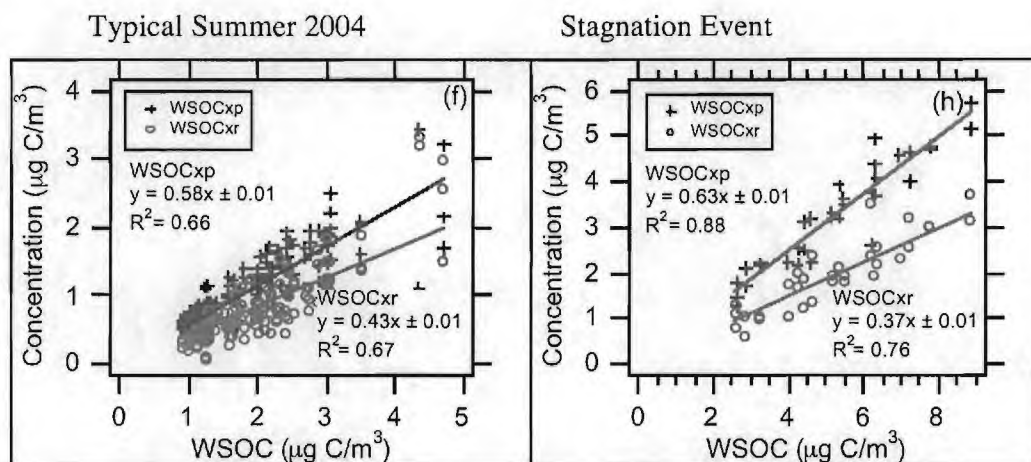 Typical Summer 2004
Stagnation Event
(f)
+ WSOCxp
○ WSOCxr
WSOCxp
y = 0.58x ± 0.01
R² = 0.66
WSOCxr
y = 0.43x ± 0.01
R² = 0.67
Concentration (µg C/m³)
4
3
2
1
0
0 1 2 3 4 5
WSOC (µg C/m³)
(h)
+ WSOCxp
○ WSOCxr
WSOCxp
y = 0.63x ± 0.01
R² = 0.88
WSOCxr
y = 0.37x ± 0.01
R² = 0.76
Concentration (µg C/m³)
6
5
4
3
2
1
0
0 2 4 6 8
WSOC (µg C/m³)